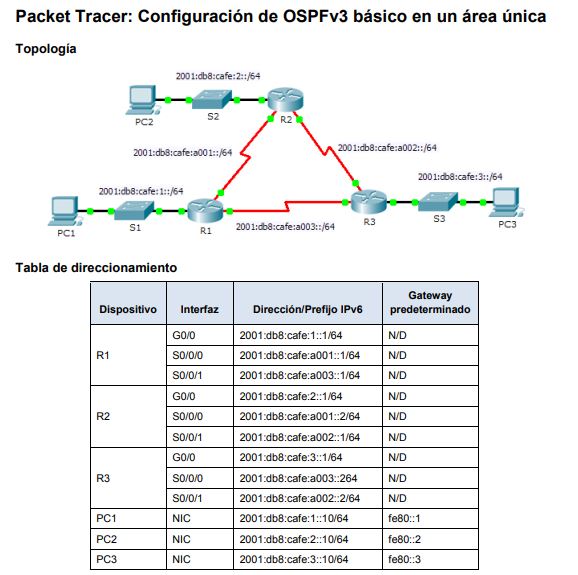 Packet Tracer: Configuración de OSPFv3 básico en un área única
Topología
2001:db8:cafe:2::/64
PC2
S2
R2
2001:db8:cafe:a001::/64
2001:db8:cafe:a002::/64
2001:db8:cafe:1::/64
2001:db8:cafe:3::/64
PC1
S1
R1
2001:db8:cafe:a003::/64
R3
S3
PC3
Tabla de direccionamiento
Dispositivo Interfaz Dirección/Prefijo IPv6 Gateway predeterminado
R1 G0/0 2001:db8:cafe:1::1/64 N/D
S0/0/0 2001:db8:cafe:a001::1/64 N/D
S0/0/1 2001:db8:cafe:a003::1/64 N/D
R2 G0/0 2001:db8:cafe:2::1/64 N/D
S0/0/0 2001:db8:cafe:a001::2/64 N/D
S0/0/1 2001:db8:cafe:a002::1/64 N/D
R3 G0/0 2001:db8:cafe:3::1/64 N/D
S0/0/0 2001:db8:cafe:a003::264 N/D
S0/0/1 2001:db8:cafe:a002::2/64 N/D
PC1 NIC 2001:db8:cafe:1::10/64 fe80::1
PC2 NIC 2001:db8:cafe:2::10/64 fe80::2
PC3 NIC 2001:db8:cafe:3::10/64 fe80::3